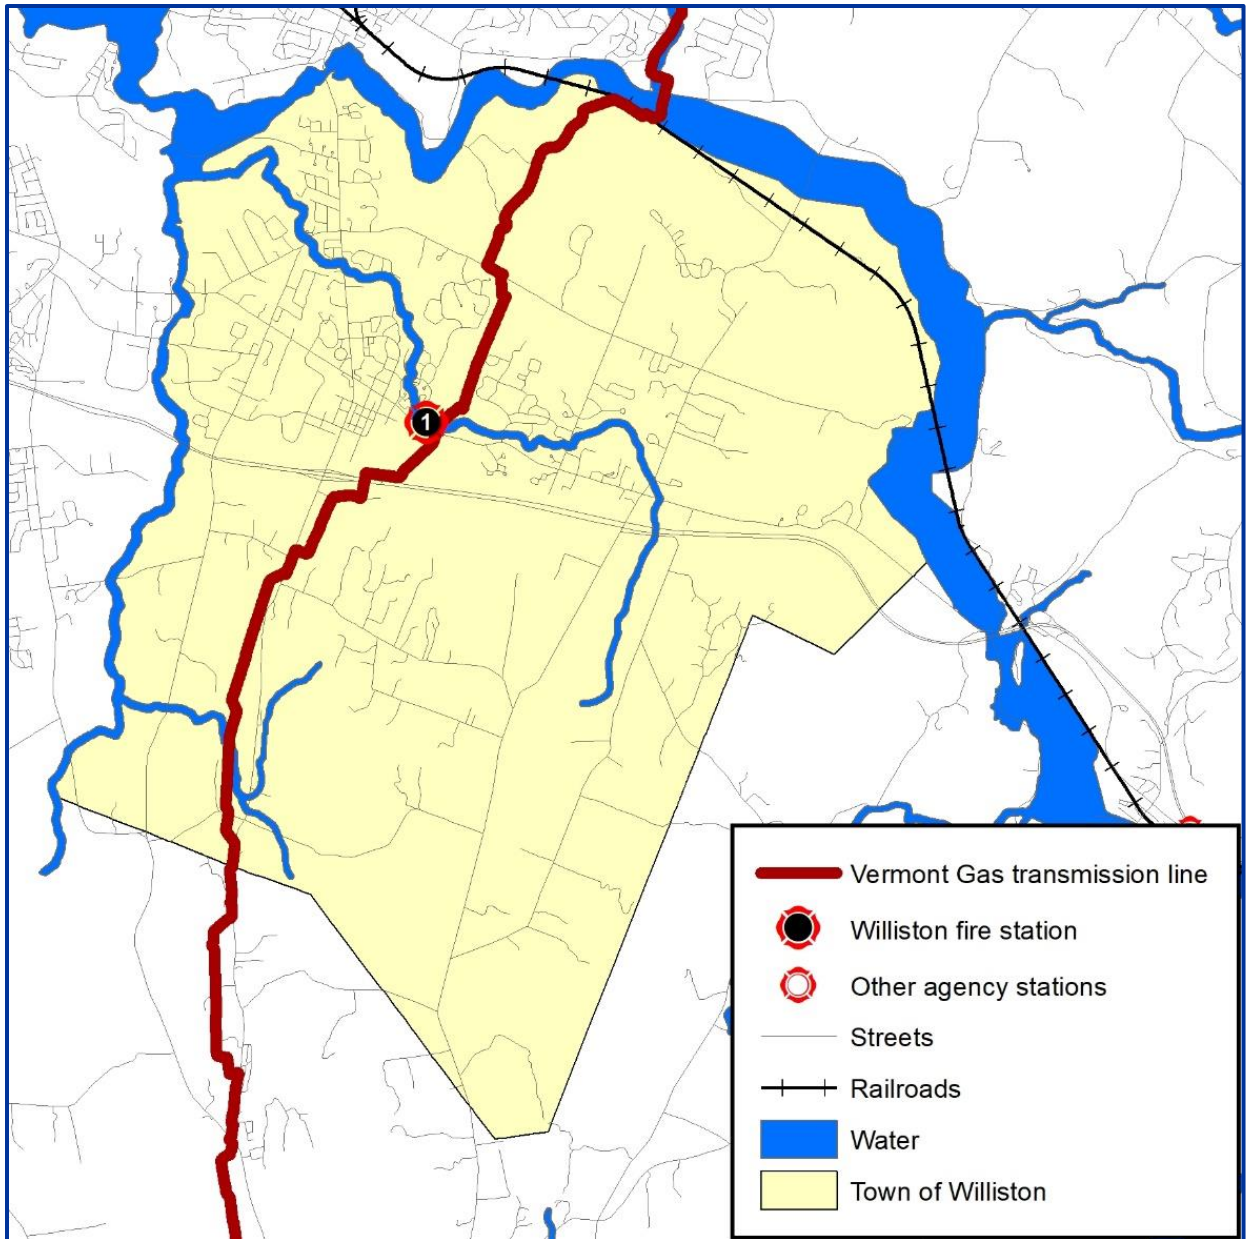 1
Vermont Gas transmission line
Williston fire station
Other agency stations
Streets
Railroads
Water
Town of Williston